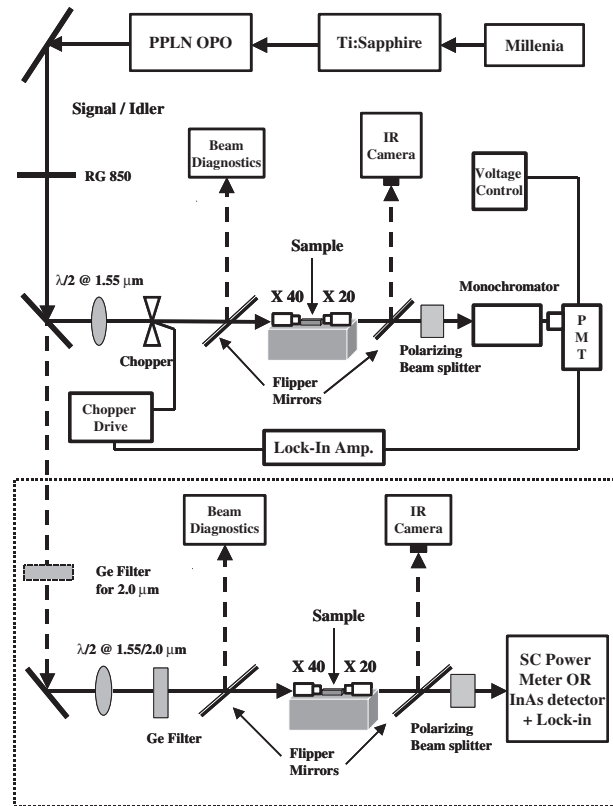 PPLN OPO
Ti:Sapphire
Millenia
Signal / Idler
RG 850
Beam
Diagnostics
IR
Camera
Voltage
Control
λ/2 @ 1.55 μm
Sample
X 40
X 20
Monochromator
P
M
T
Chopper
Flipper
Mirrors
Polarizing
Beam splitter
Chopper
Drive
Lock-In Amp.
Beam
Diagnostics
IR
Camera
Ge Filter
for 2.0 μm
λ/2 @ 1.55/2.0 μm
Sample
X 40
X 20
SC Power
Meter OR
InAs detector
+ Lock-in
Ge Filter
Flipper
Mirrors
Polarizing
Beam splitter